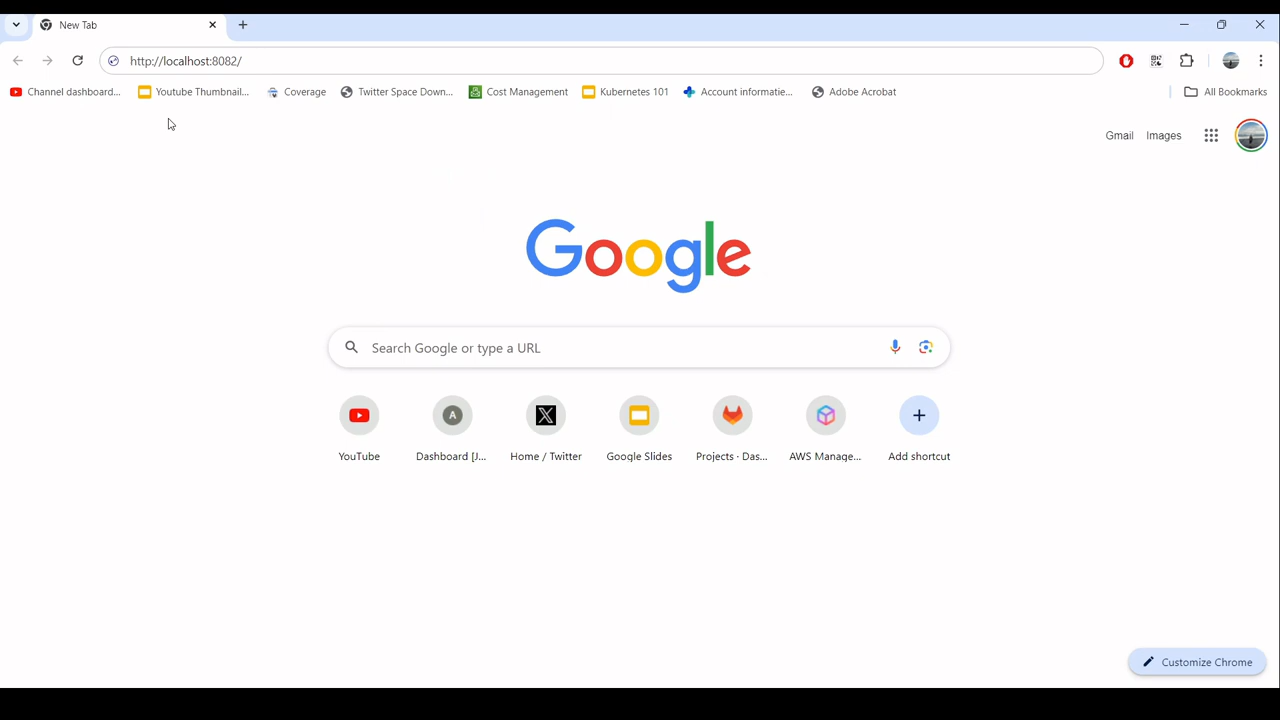 New Tab
http://localhost:8082/
Channel dashboard... Youtube Thumbnail... Coverage Twitter Space Down... Cost Management Kubernetes 101 Account informatie... Adobe Acrobat All Bookmarks
Gmail Images
Google
Search Google or type a URL
A
YouTube Dashboard [J... Home / Twitter Google Slides Projects · Das... AWS Manage... Add shortcut
Customize Chrome